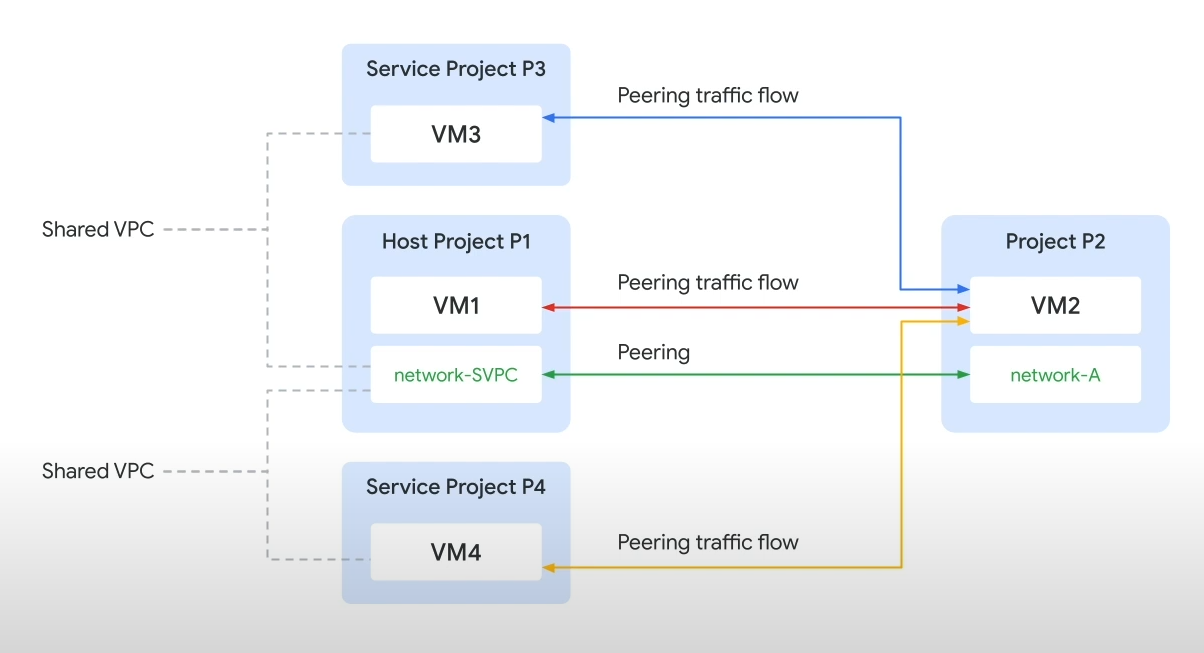 Service Project P3
VM3
Peering traffic flow
Shared VPC
Host Project P1
VM1
network-SVPC
Peering traffic flow
Peering
Project P2
VM2
network-A
Shared VPC
Service Project P4
VM4
Peering traffic flow